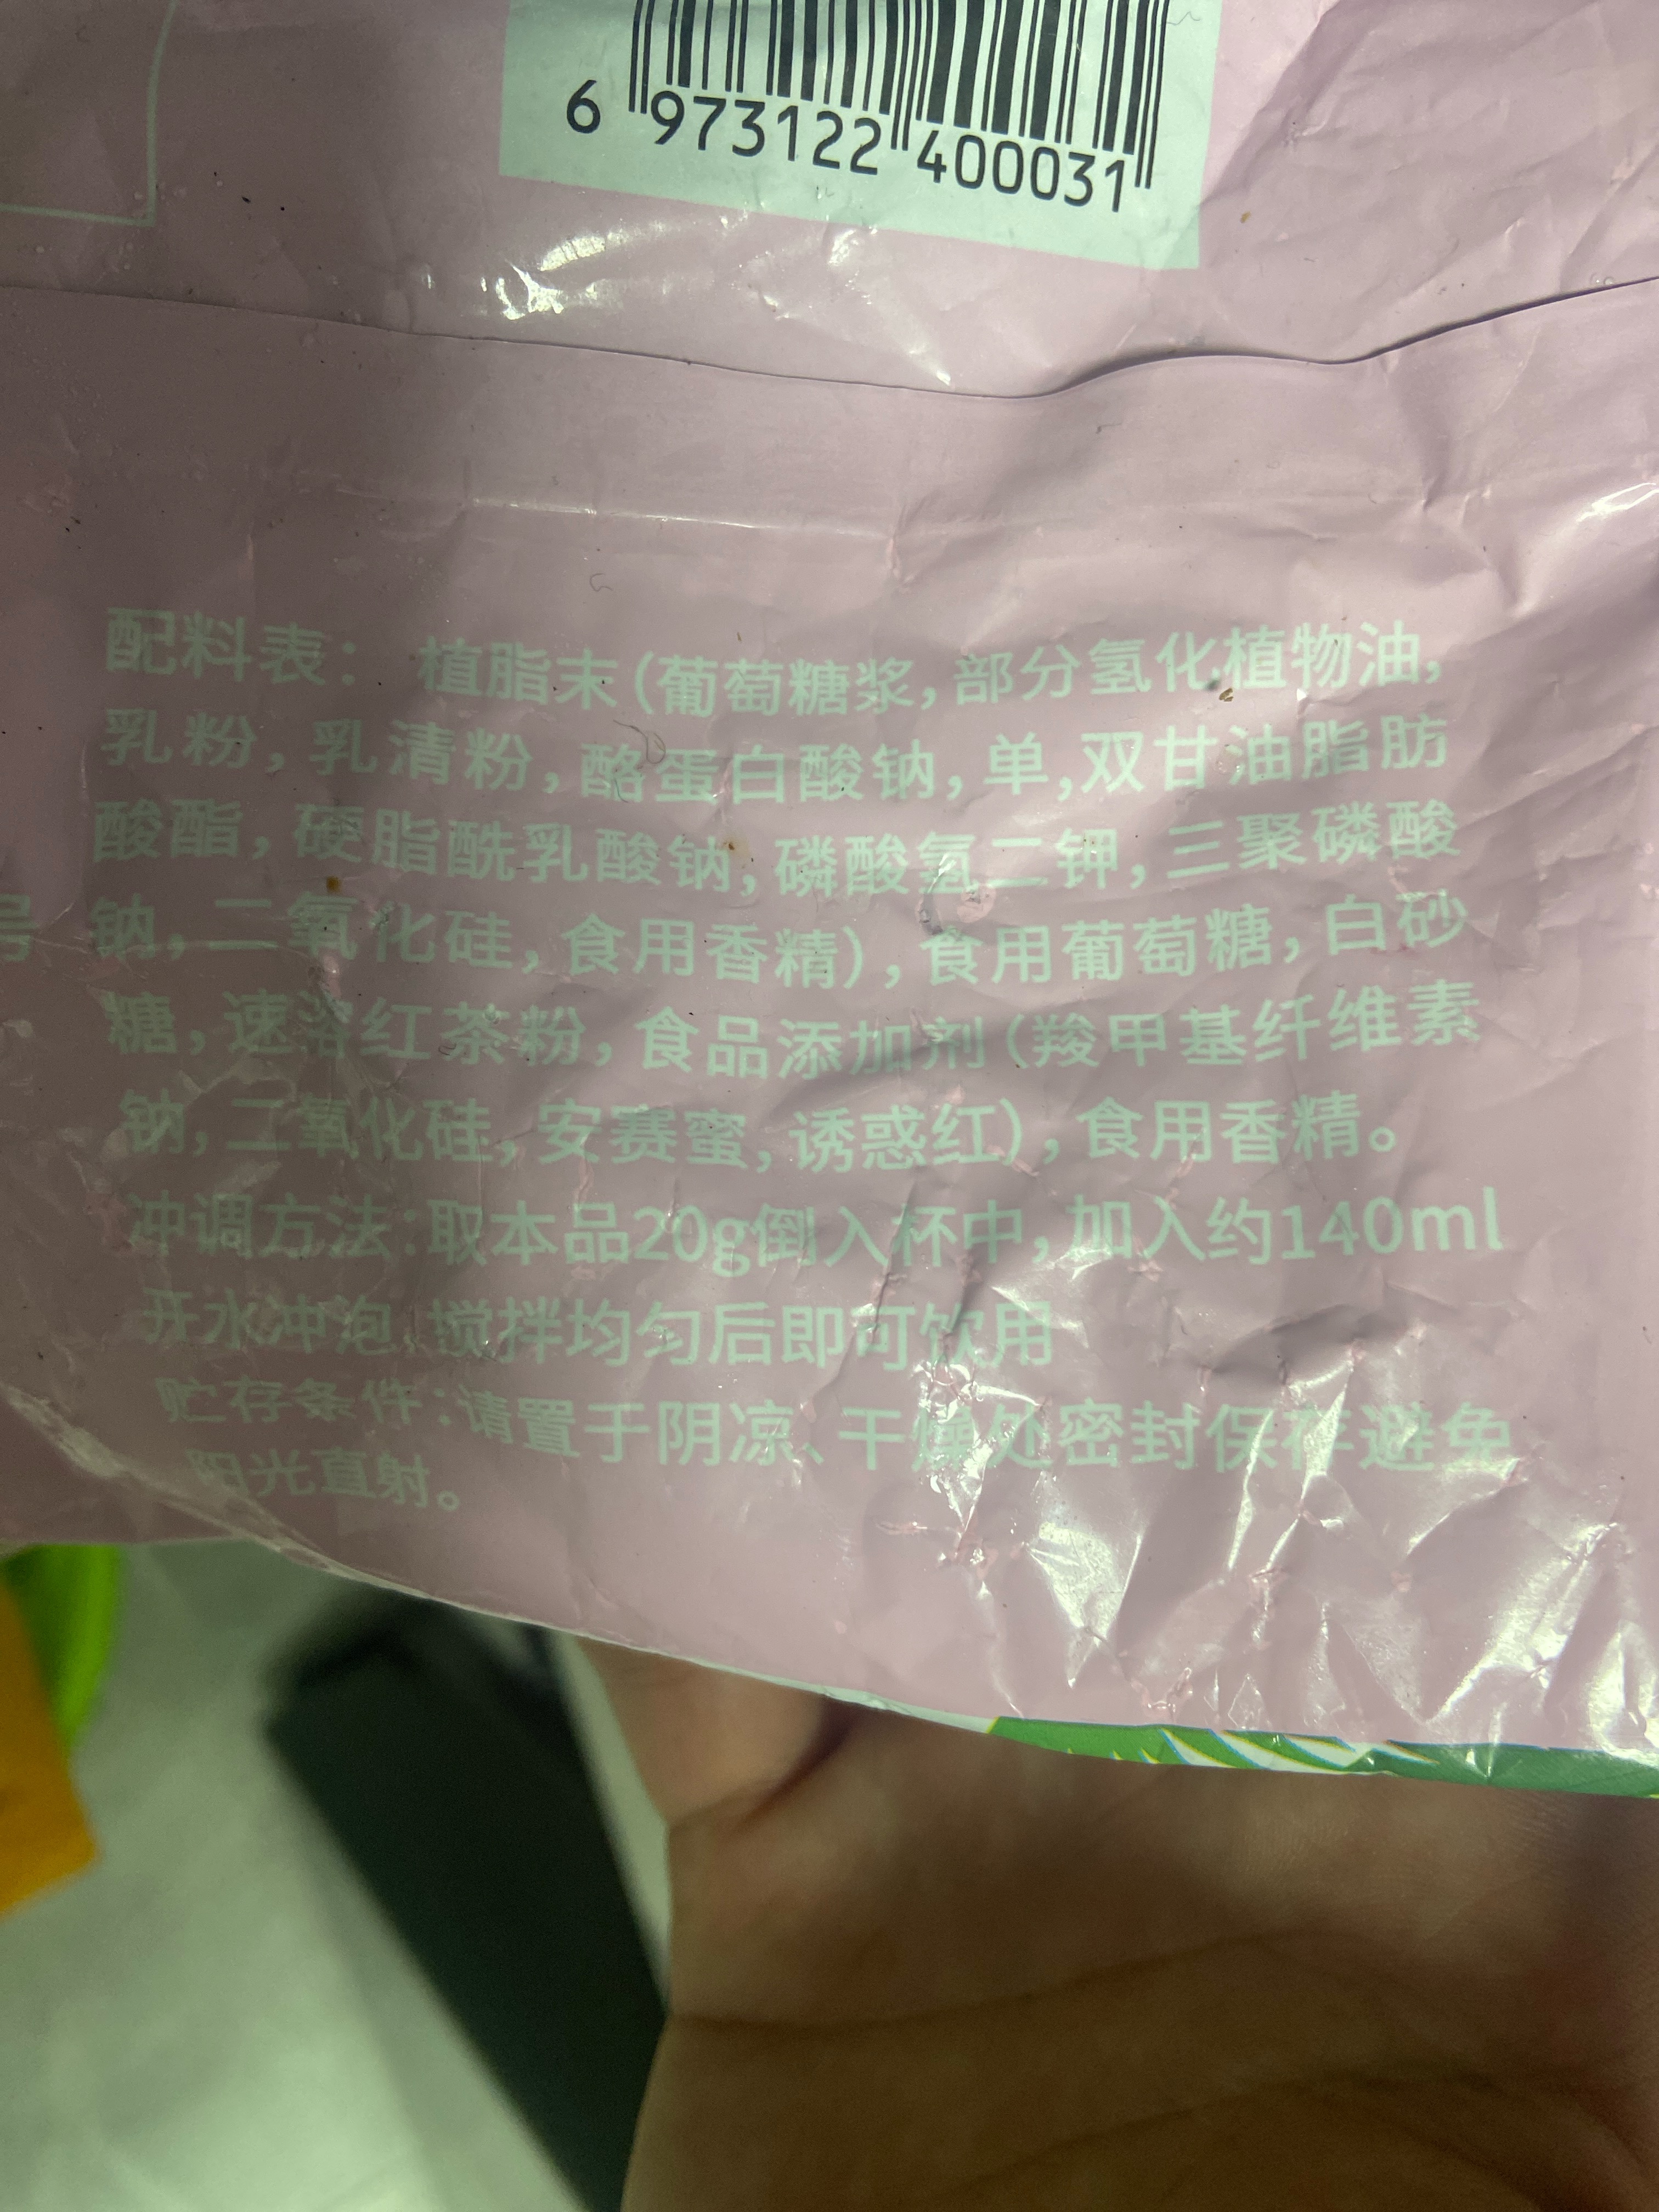 6 973122 400031
配料表： 植脂末（葡萄糖浆，部分氢化植物油，
乳粉，乳清粉，酪蛋白酸钠，单，双甘油脂肪
酸酯，硬脂酰乳酸钠，磷酸氢二钾，三聚磷酸
号
钠，二氧化硅，食用香精），食用葡萄糖，白砂
糖，速溶红茶粉，食品添加剂（羧甲基纤维素
钠，二氧化硅，安赛蜜，诱惑红），食用香精。
冲调方法：取本品20g倒入杯中，加入约140ml
开水冲泡，搅拌均匀后即可饮用
贮存条件：请置于阴凉、干燥处密封保存避免
阳光直射。